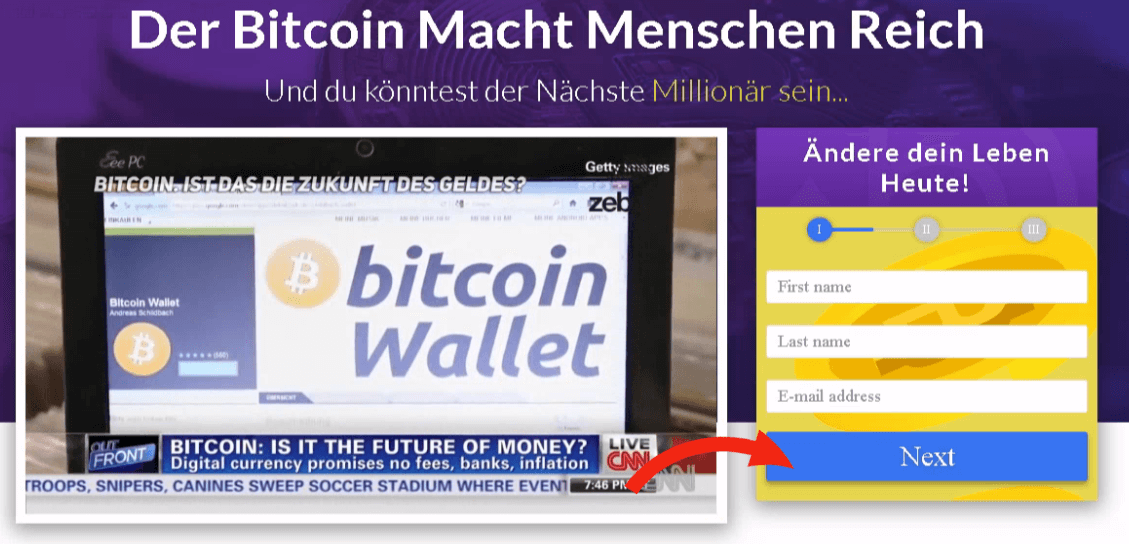 Der Bitcoin Macht Menschen Reich
Und du könntest der Nächste Millionär sein...
Eee PC
Getty Images
BITCOIN. IST DAS DIE ZUKUNFT DES GELDES?
zeb
bitcoin
Wallet
Bitcoin Wallet
Andreas Schildbach
ÜBERSICHT
OUT
FRONT
BITCOIN: IS IT THE FUTURE OF MONEY?
Digital currency promises no fees, banks, inflation
LIVE
CNN
TROOPS, SNIPERS, CANINES SWEEP SOCCER STADIUM WHERE EVENT
7:46 PM
Ändere dein Leben
Heute!
I
II
III
First name
Last name
E-mail address
Next